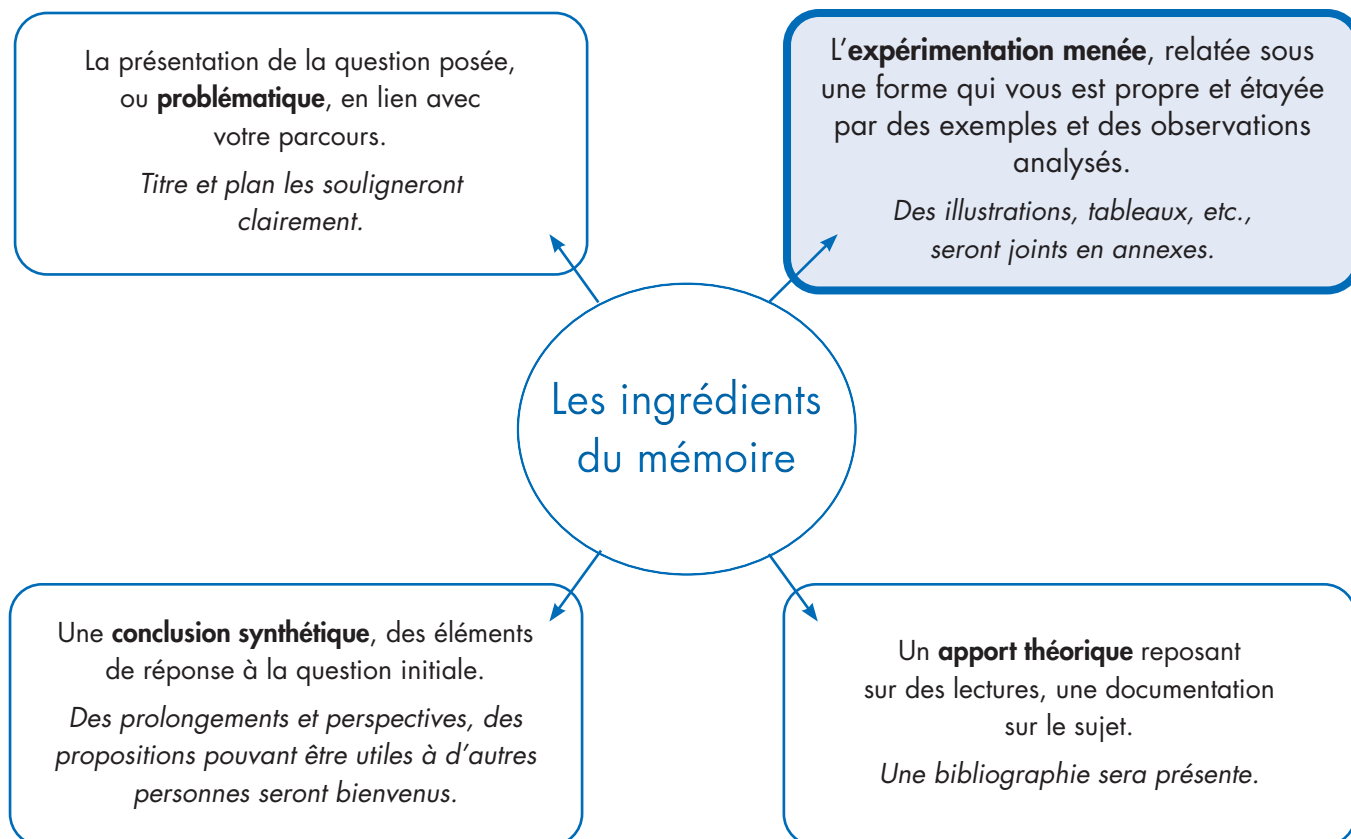 La présentation de la question posée,
ou problématique, en lien avec
votre parcours.
Titre et plan les souligneront
clairement.
L’expérimentation menée, relatée sous
une forme qui vous est propre et étayée
par des exemples et des observations
analysés.
Des illustrations, tableaux, etc.,
seront joints en annexes.
Les ingrédients
du mémoire
Une conclusion synthétique, des éléments
de réponse à la question initiale.
Des prolongements et perspectives, des
propositions pouvant être utiles à d’autres
personnes seront bienvenus.
Un apport théorique reposant
sur des lectures, une documentation
sur le sujet.
Une bibliographie sera présente.